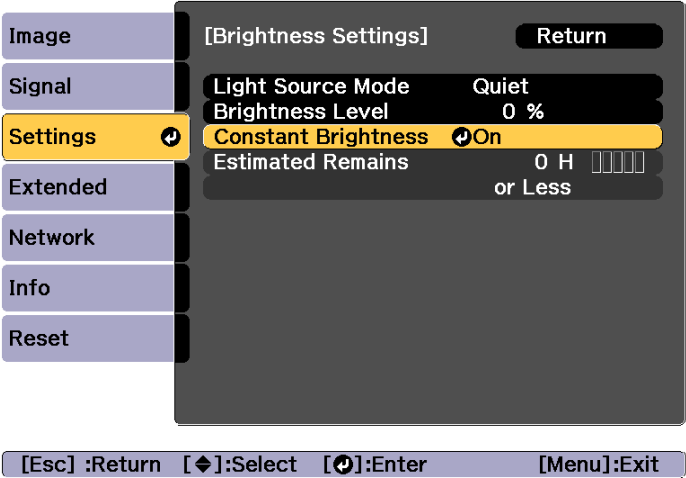 Image
Signal
Settings
Extended
Network
Info
Reset
[Brightness Settings] Return
Light Source Mode Quiet
Brightness Level 0 %
Constant Brightness On
Estimated Remains 0 H
or Less
[Esc] :Return [◆]:Select [↵]:Enter [Menu]:Exit